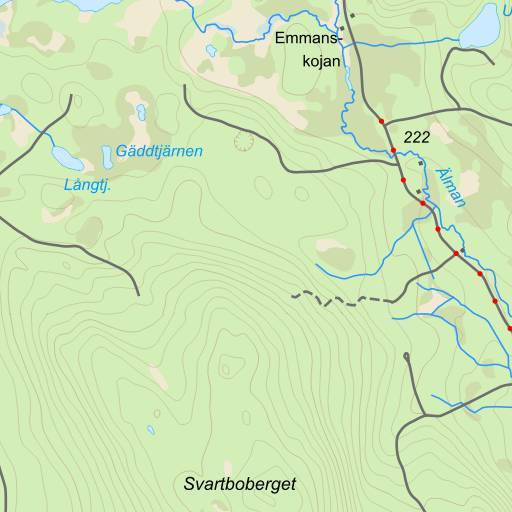 U
Emmans-
kojan
222
Gäddtjärnen
Långtj.
Älman
Svartboberget